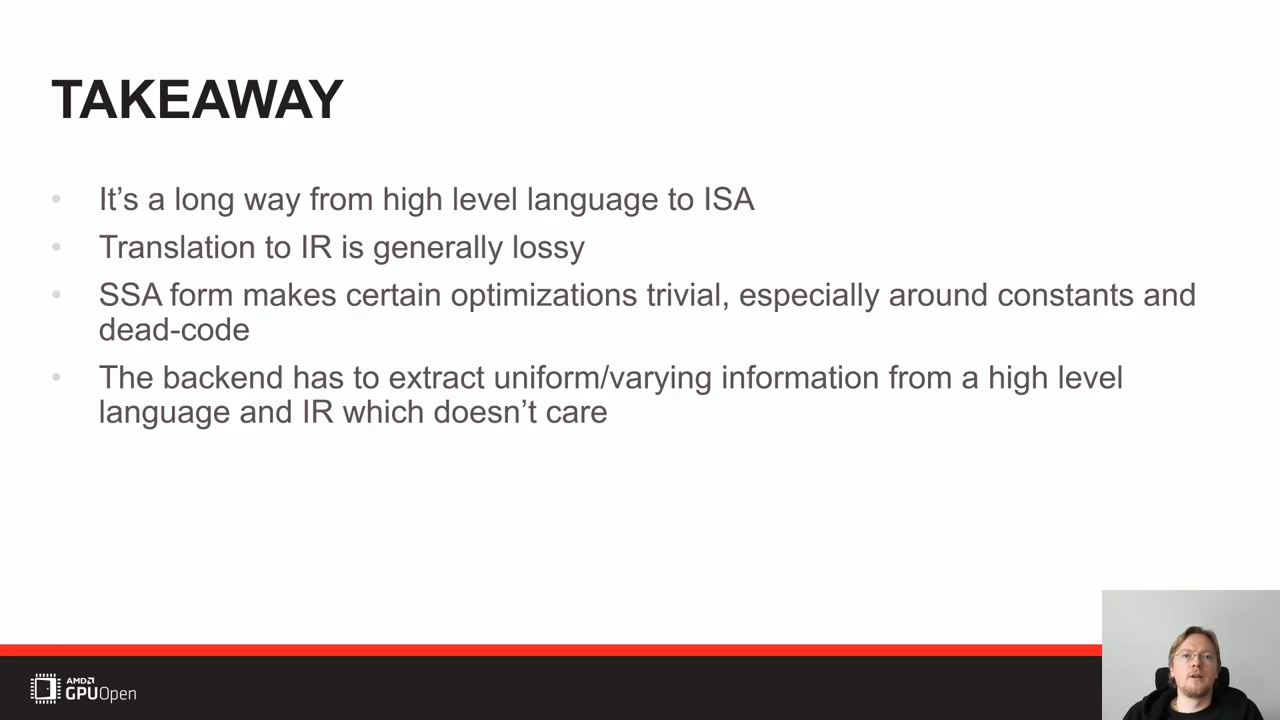 TAKEAWAY
• It’s a long way from high level language to ISA
• Translation to IR is generally lossy
• SSA form makes certain optimizations trivial, especially around constants and
dead-code
• The backend has to extract uniform/varying information from a high level
language and IR which doesn’t care
AMD
GPUOpen